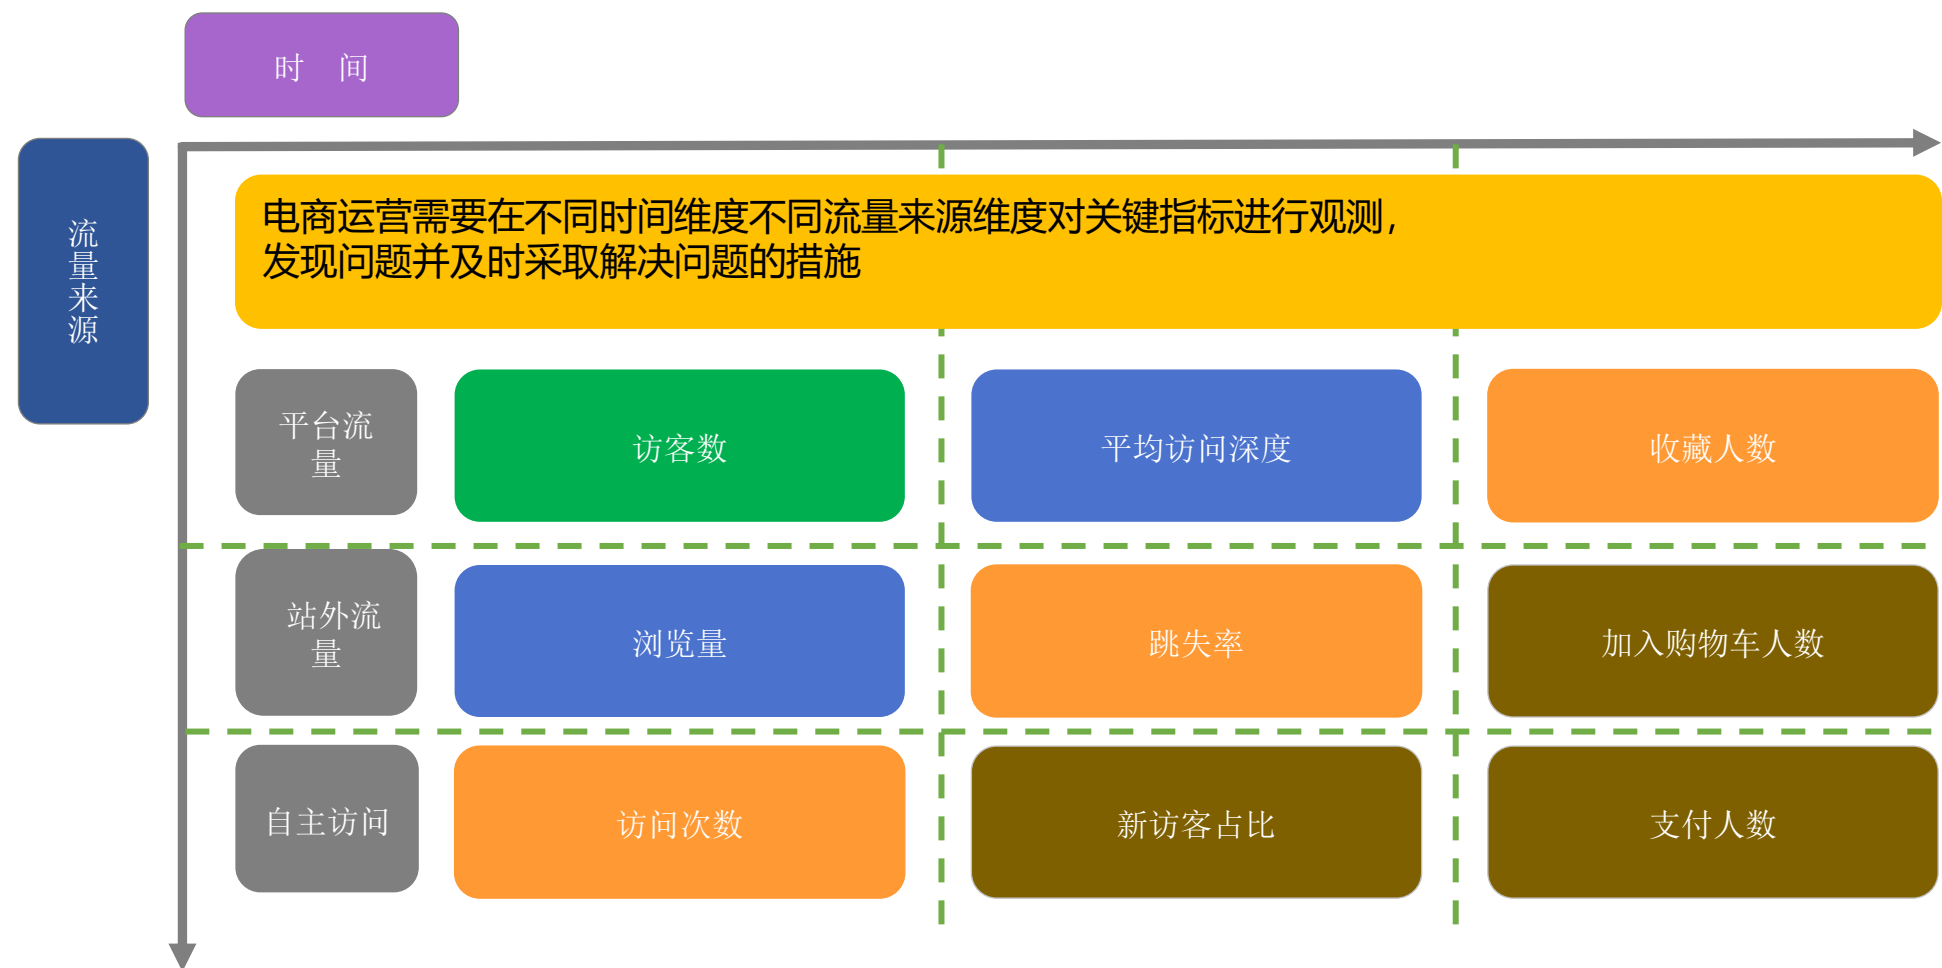 时　间
流量来源
电商运营需要在不同时间维度不同流量来源维度对关键指标进行观测，
发现问题并及时采取解决问题的措施
平台流
量
访客数
平均访问深度
收藏人数
站外流
量
浏览量
跳失率
加入购物车人数
自主访问
访问次数
新访客占比
支付人数